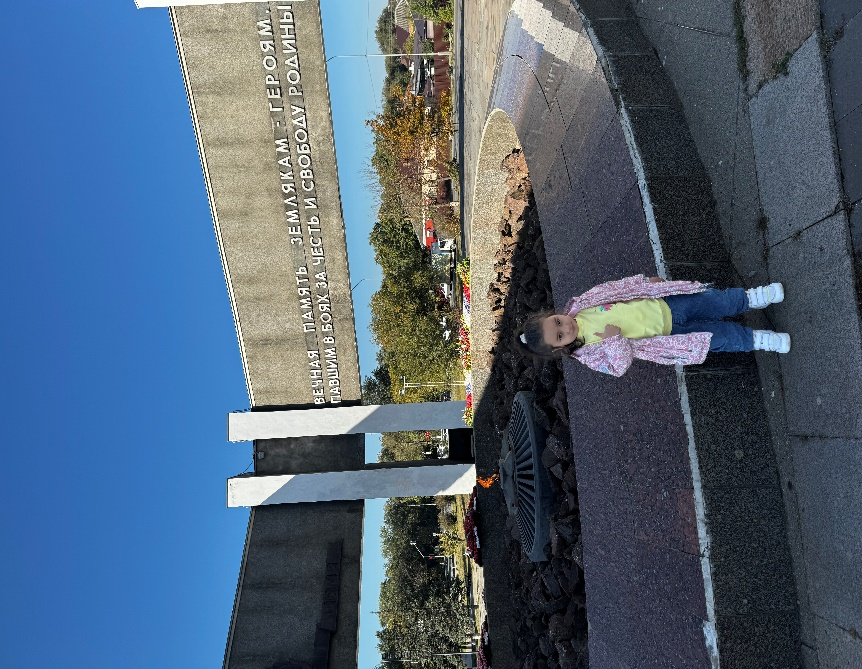 ВЕЧНАЯ ПАМЯТЬ ЗЕМЛЯКАМ - ГЕРОЯМ,
ПАВШИМ В БОЯХ ЗА ЧЕСТЬ И СВОБОДУ РОДИНЫ